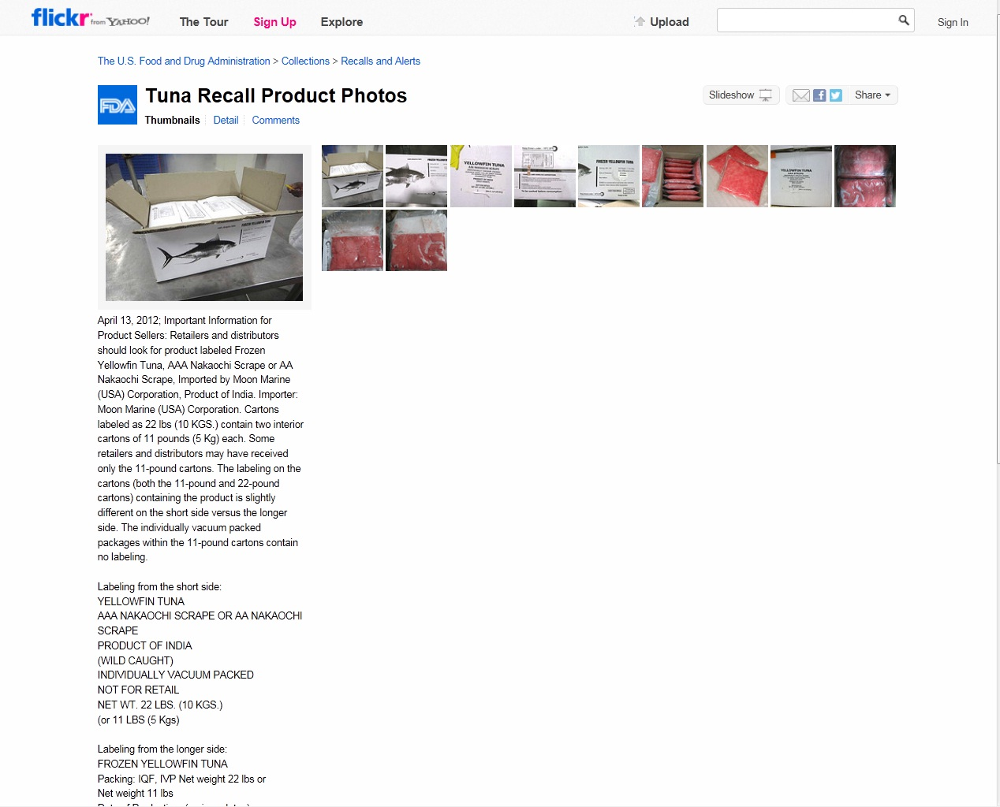 flickr from YAHOO!
The Tour
Sign Up
Explore
Upload
Sign In
The U.S. Food and Drug Administration > Collections > Recalls and Alerts
FDA
Tuna Recall Product Photos
Slideshow
Share
Thumbnails
Detail
Comments
YELLOWFIN TUNA
FROZEN YELLOWFIN TUNA
YELLOWFIN TUNA
FROZEN YELLOWFIN TUNA
April 13, 2012; Important Information for
Product Sellers: Retailers and distributors
should look for product labeled Frozen
Yellowfin Tuna, AAA Nakaochi Scrape or AA
Nakaochi Scrape, Imported by Moon Marine
(USA) Corporation, Product of India. Importer:
Moon Marine (USA) Corporation. Cartons
labeled as 22 lbs (10 KGS.) contain two interior
cartons of 11 pounds (5 Kg) each. Some
retailers and distributors may have received
only the 11-pound cartons. The labeling on the
cartons (both the 11-pound and 22-pound
cartons) containing the product is slightly
different on the short side versus the longer
side. The individually vacuum packed
packages within the 11-pound cartons contain
no labeling.
Labeling from the short side:
YELLOWFIN TUNA
AAA NAKAOCHI SCRAPE OR AA NAKAOCHI
SCRAPE
PRODUCT OF INDIA
(WILD CAUGHT)
INDIVIDUALLY VACUUM PACKED
NOT FOR RETAIL
NET WT. 22 LBS. (10 KGS.)
(or 11 LBS (5 Kgs)
Labeling from the longer side:
FROZEN YELLOWFIN TUNA
Packing: IQF, IVP Net weight 22 lbs or
Net weight 11 lbs